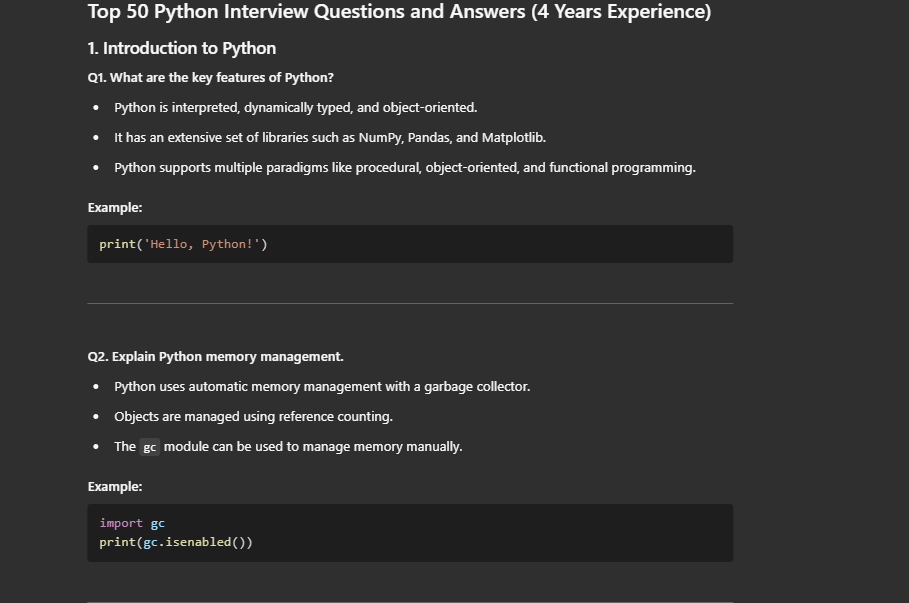 Top 50 Python Interview Questions and Answers (4 Years Experience)
1. Introduction to Python
Q1. What are the key features of Python?
• Python is interpreted, dynamically typed, and object-oriented.
• It has an extensive set of libraries such as NumPy, Pandas, and Matplotlib.
• Python supports multiple paradigms like procedural, object-oriented, and functional programming.
Example:
print('Hello, Python!')
Q2. Explain Python memory management.
• Python uses automatic memory management with a garbage collector.
• Objects are managed using reference counting.
• The gc module can be used to manage memory manually.
Example:
import gc
print(gc.isenabled())